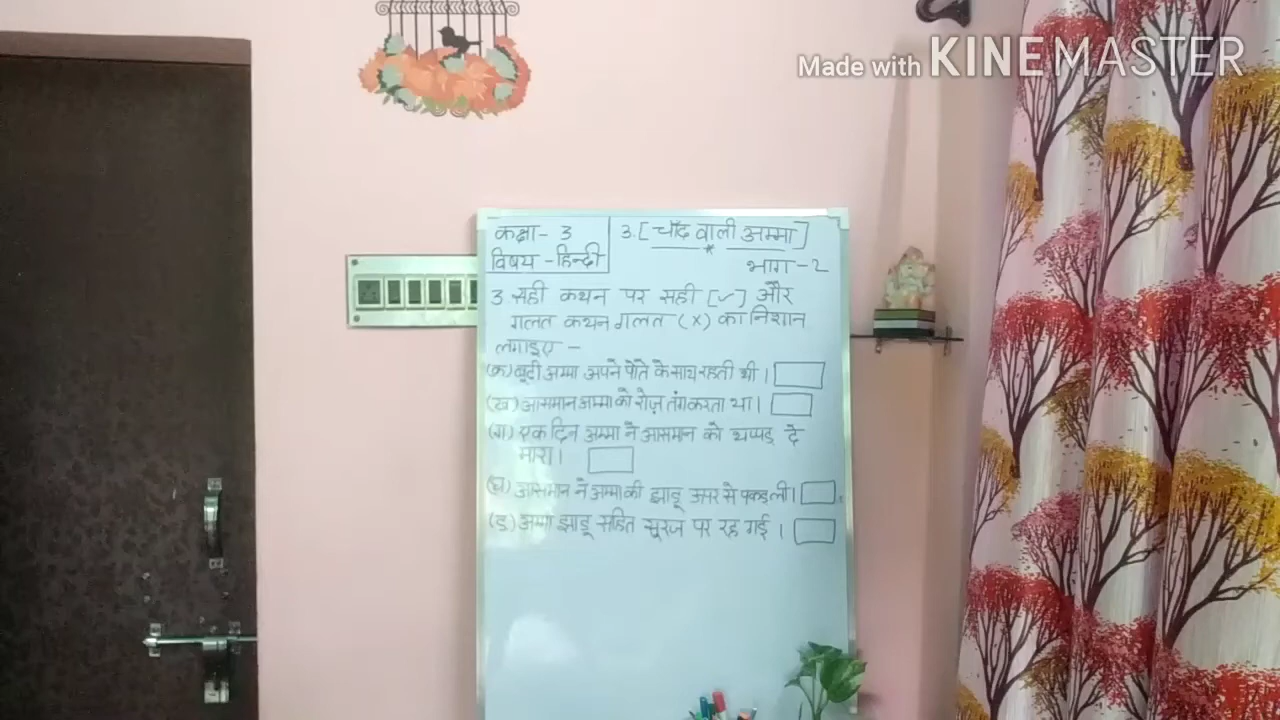 Made with KINEMASTER
कक्षा - 3
विषय - हिन्दी
3. [चाँद वाली अम्मा]
भाग - 2
3. सही कथन पर सही [✓] और
गलत कथन गलत (x) का निशान
लगाइए -
(क) बूढ़ी अम्मा अपने पोते के साथ रहती थी।
(ख) आसमान अम्मा को रोज़ तंग करता था।
(ग) एक दिन अम्मा ने आसमान को थप्पड़ दे
मारा।
(घ) आसमान ने अम्मा की झाडू ऊपर से पकड़ ली।
(ङ) अम्मा झाडू सहित सूरज पर रह गई।